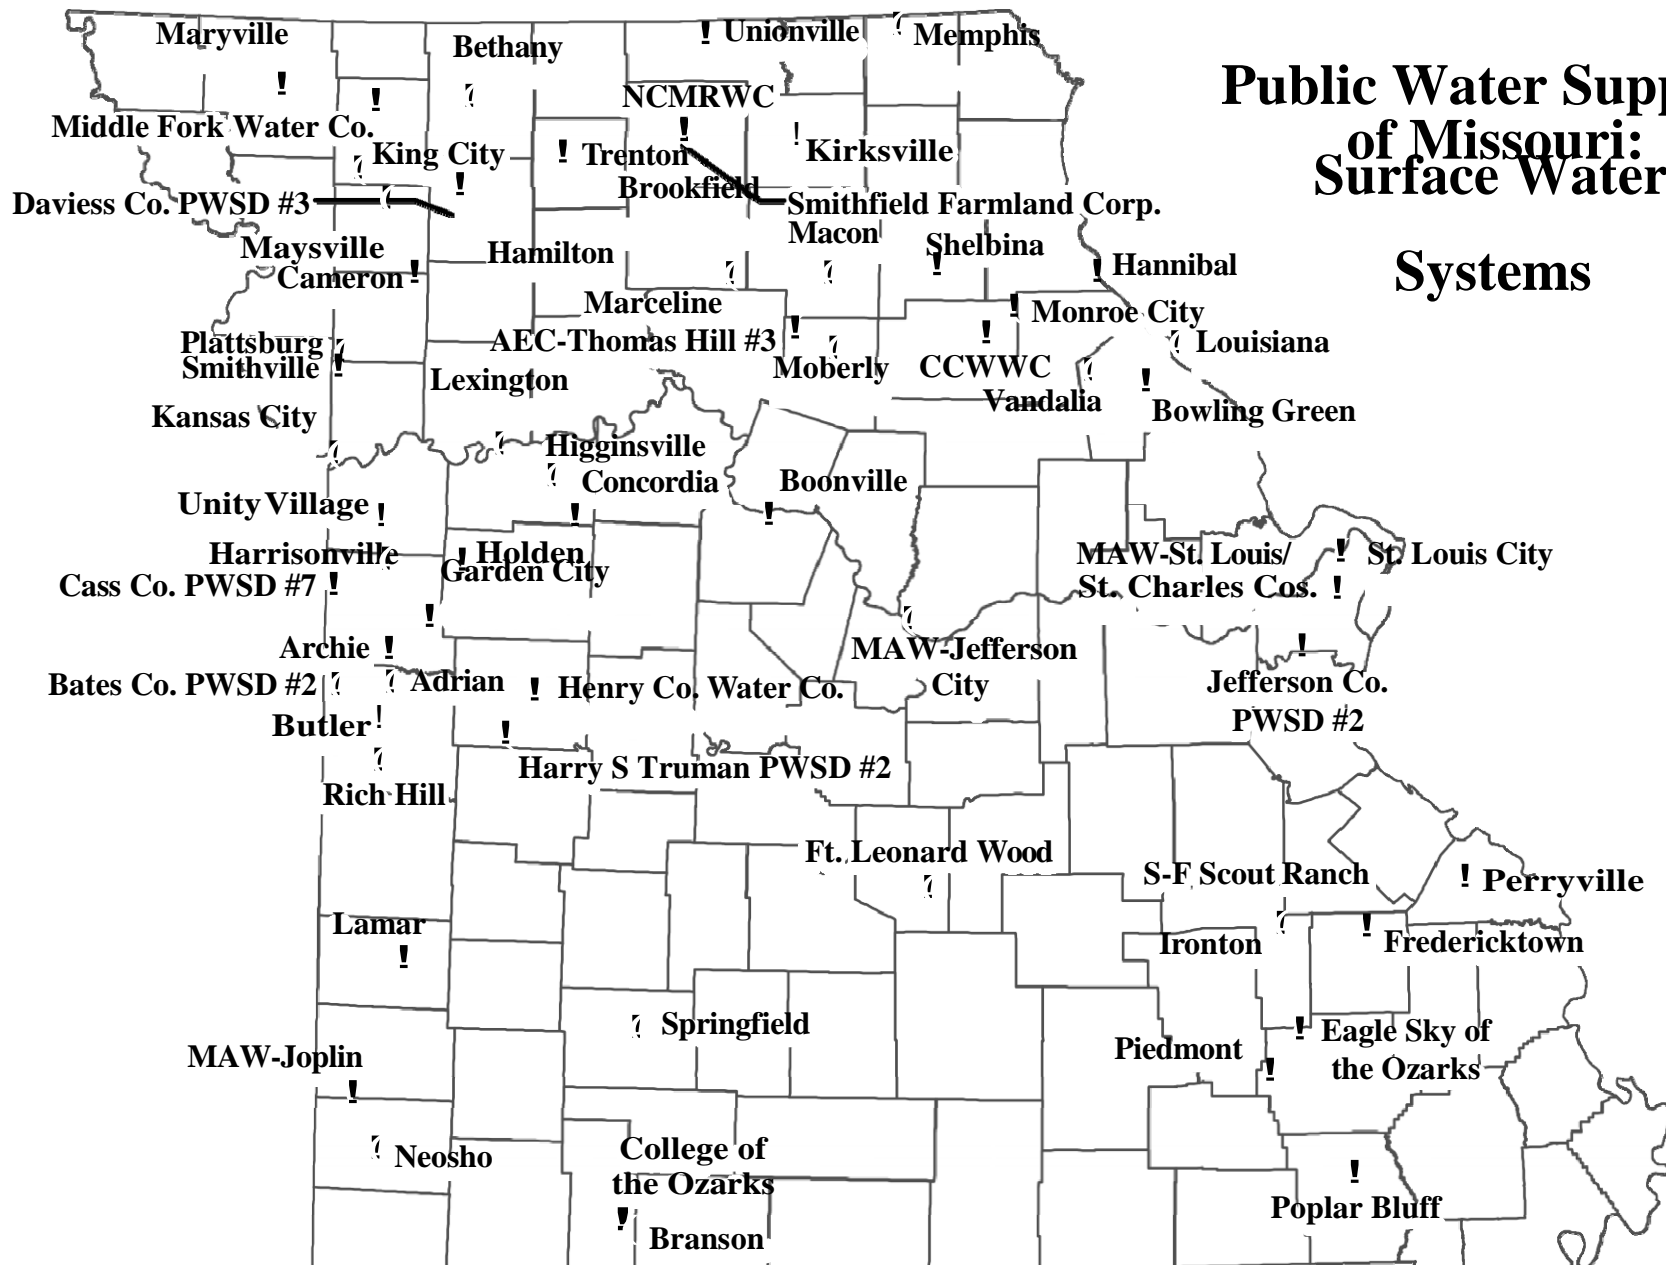 Maryville
Bethany
Unionville
Memphis
Public Water Supp
of Missouri:
Surface Water
Systems
NCMRWC
Middle Fork Water Co.
King City
Trenton
Kirksville
Brookfield
Daviess Co. PWSD #3
Smithfield Farmland Corp.
Macon
Shelbina
Maysville
Hamilton
Cameron
Hannibal
Marceline
Monroe City
Plattsburg
AEC-Thomas Hill #3
Louisiana
Smithville
Moberly
CCWWC
Lexington
Vandalia
Bowling Green
Kansas City
Higginsville
Concordia
Boonville
Unity Village
Harrisonville
Holden
Garden City
MAW-St. Louis/
St. Charles Cos.
St. Louis City
Cass Co. PWSD #7
Archie
MAW-Jefferson
City
Bates Co. PWSD #2
Adrian
Henry Co. Water Co.
Jefferson Co.
PWSD #2
Butler
Harry S Truman PWSD #2
Rich Hill
Ft. Leonard Wood
S-F Scout Ranch
Perryville
Lamar
Ironton
Fredericktown
Springfield
Eagle Sky of
the Ozarks
Piedmont
MAW-Joplin
Neosho
College of
the Ozarks
Poplar Bluff
Branson